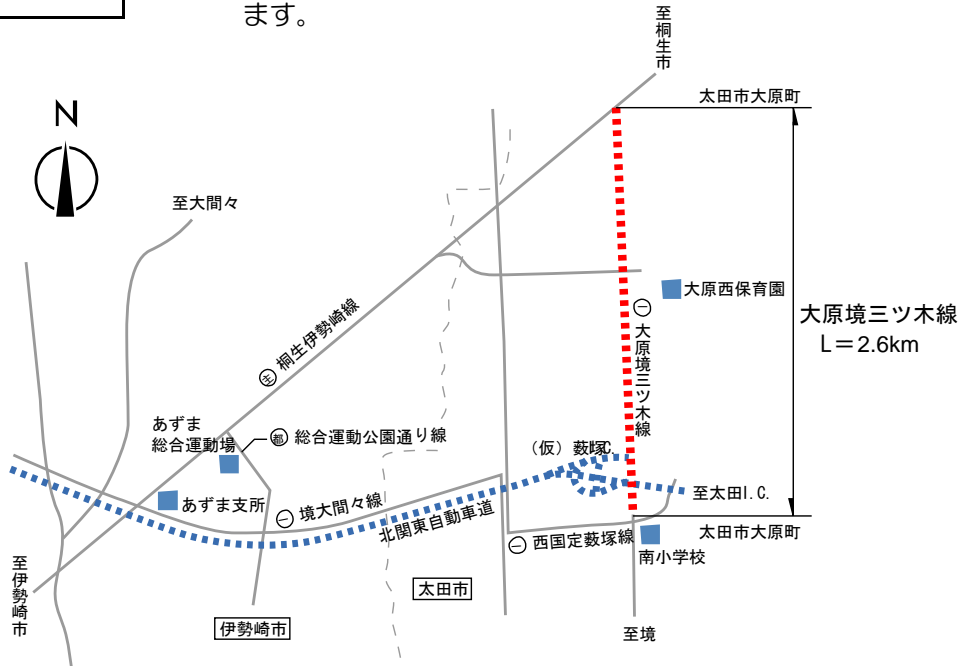 ます。
至桐生市
太田市大原町
N
至大間々
大原西保育園
㊀ 大原境三ツ木線
大原境三ツ木線
L＝2.6km
主 桐生伊勢崎線
あずま
総合運動場
都 総合運動公園通り線
(仮) 薮塚I.C.
あずま支所
㊀ 境大間々線
北関東自動車道
至太田I.C.
㊀ 西国定薮塚線
太田市大原町
南小学校
至伊勢崎市
太田市
伊勢崎市
至境